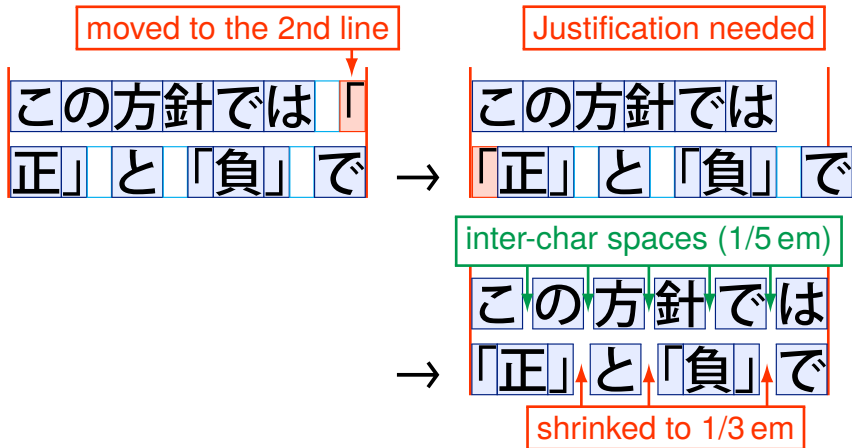 moved to the 2nd line
Justification needed
この方針では「
正」と「負」で
→
この方針では
「正」と「負」で
inter-char spaces (1/5 em)
この方針では
→
「正」と「負」で
shrinked to 1/3 em